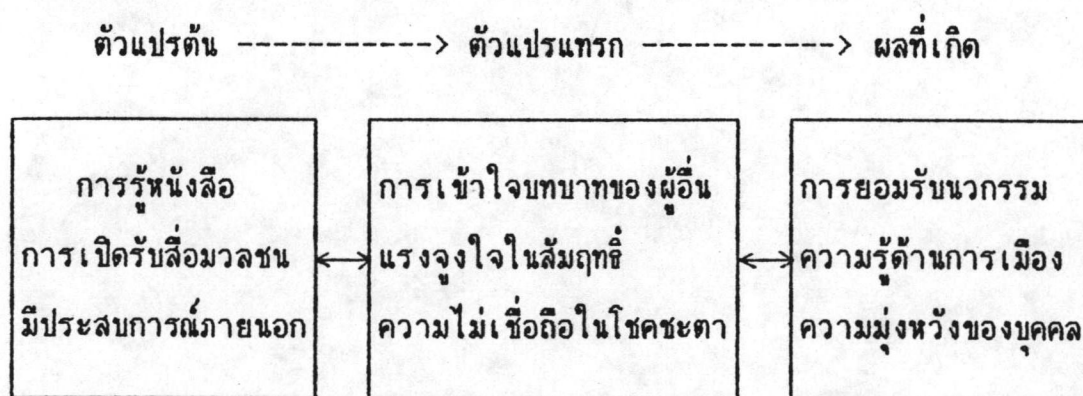 ตัวแปรต้น -----------> ตัวแปรแทรก -----------> ผลที่เกิด
การรู้หนังสือ
การเปิดรับสื่อมวลชน
มีประสบการณ์ภายนอก
การเข้าใจบทบาทของผู้อื่น
แรงจูงใจในสัมฤทธิ์
ความไม่เชื่อถือในโชคชะตา
การยอมรับนวกรรม
ความรู้ด้านการเมือง
ความมุ่งหวังของบุคคล